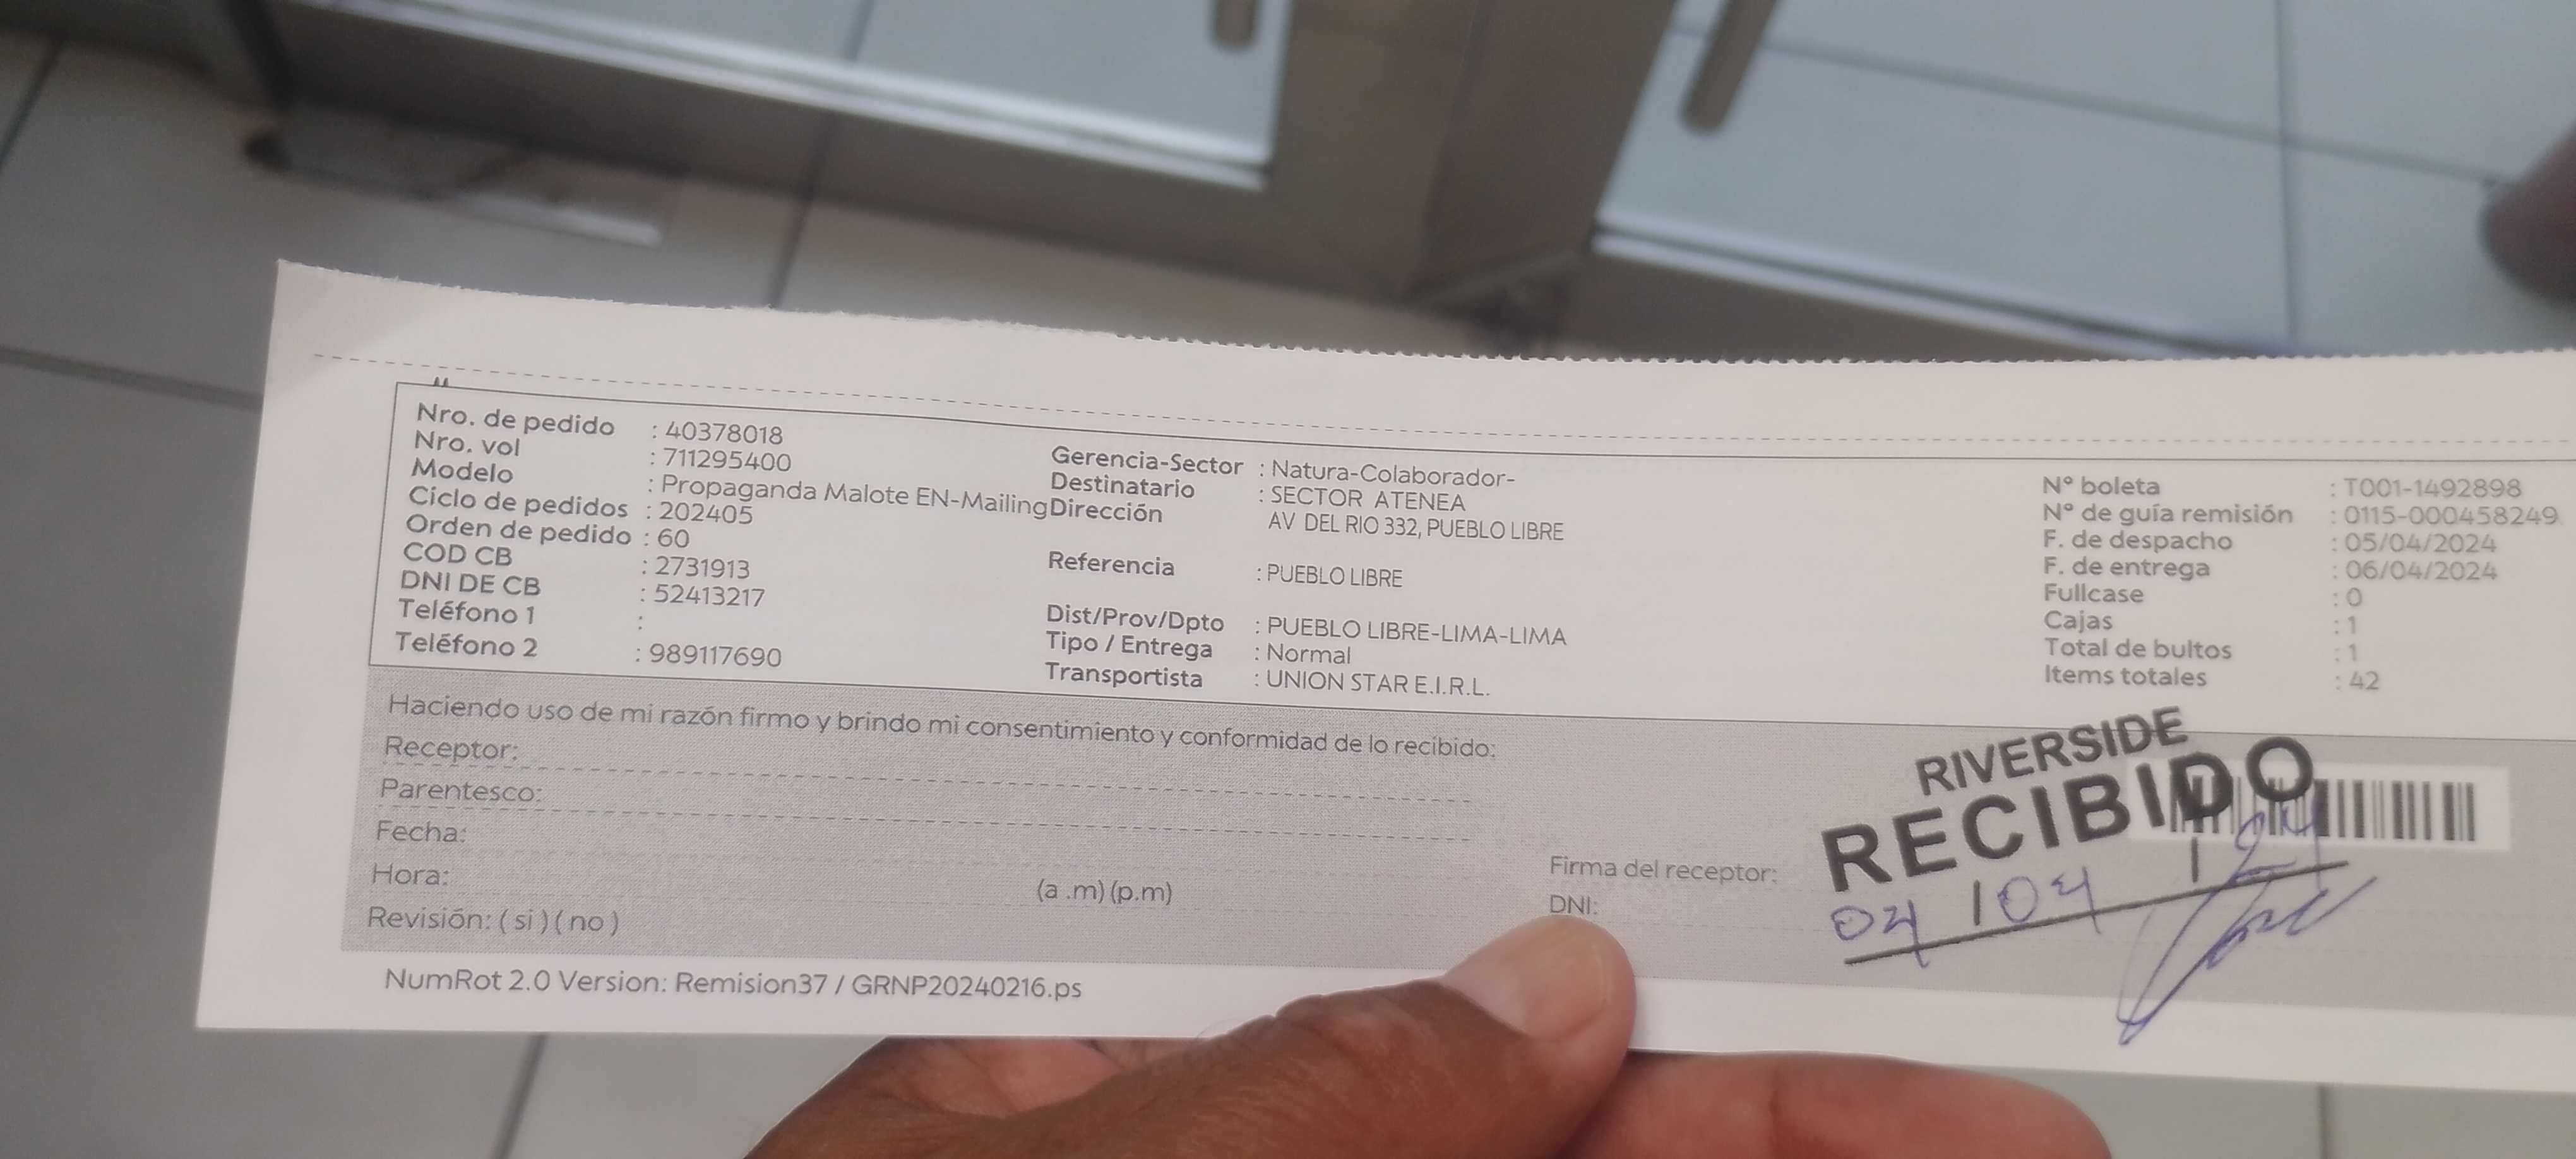 Nro. de pedido : 40378018
Nro. vol : 711295400
Modelo : Propaganda Malote EN-Mailing
Ciclo de pedidos : 202405
Orden de pedido : 60
COD CB : 2731913
DNI DE CB : 52413217
Teléfono 1 :
Teléfono 2 : 989117690
Gerencia-Sector : Natura-Colaborador-
Destinatario : SECTOR ATENEA
Dirección AV DEL RIO 332, PUEBLO LIBRE
Referencia : PUEBLO LIBRE
Dist/Prov/Dpto : PUEBLO LIBRE-LIMA-LIMA
Tipo / Entrega : Normal
Transportista : UNION STAR E.I.R.L.
N° boleta : T001-1492898
N° de guía remisión : 0115-000458249
F. de despacho : 05/04/2024
F. de entrega : 06/04/2024
Fullcase : 0
Cajas : 1
Total de bultos : 1
Items totales : 42
Haciendo uso de mi razón firmo y brindo mi consentimiento y conformidad de lo recibido:
Receptor:
Parentesco:
Fecha:
Hora: (a .m) (p.m)
Revisión: ( si ) ( no )
Firma del receptor:
DNI:
RIVERSIDE
RECIBIDO
04 / 04 / 24
NumRot 2.0 Version: Remision37 / GRNP20240216.ps